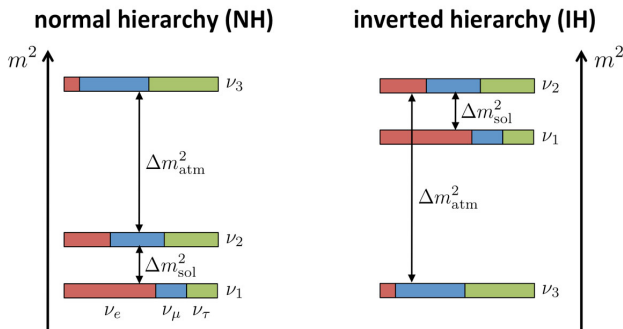 normal hierarchy (NH)
m²
ν₃
Δm²atm
ν₂
Δm²sol
ν₁
νe νμ ντ
inverted hierarchy (IH)
m²
ν₂
Δm²sol
ν₁
Δm²atm
ν₃